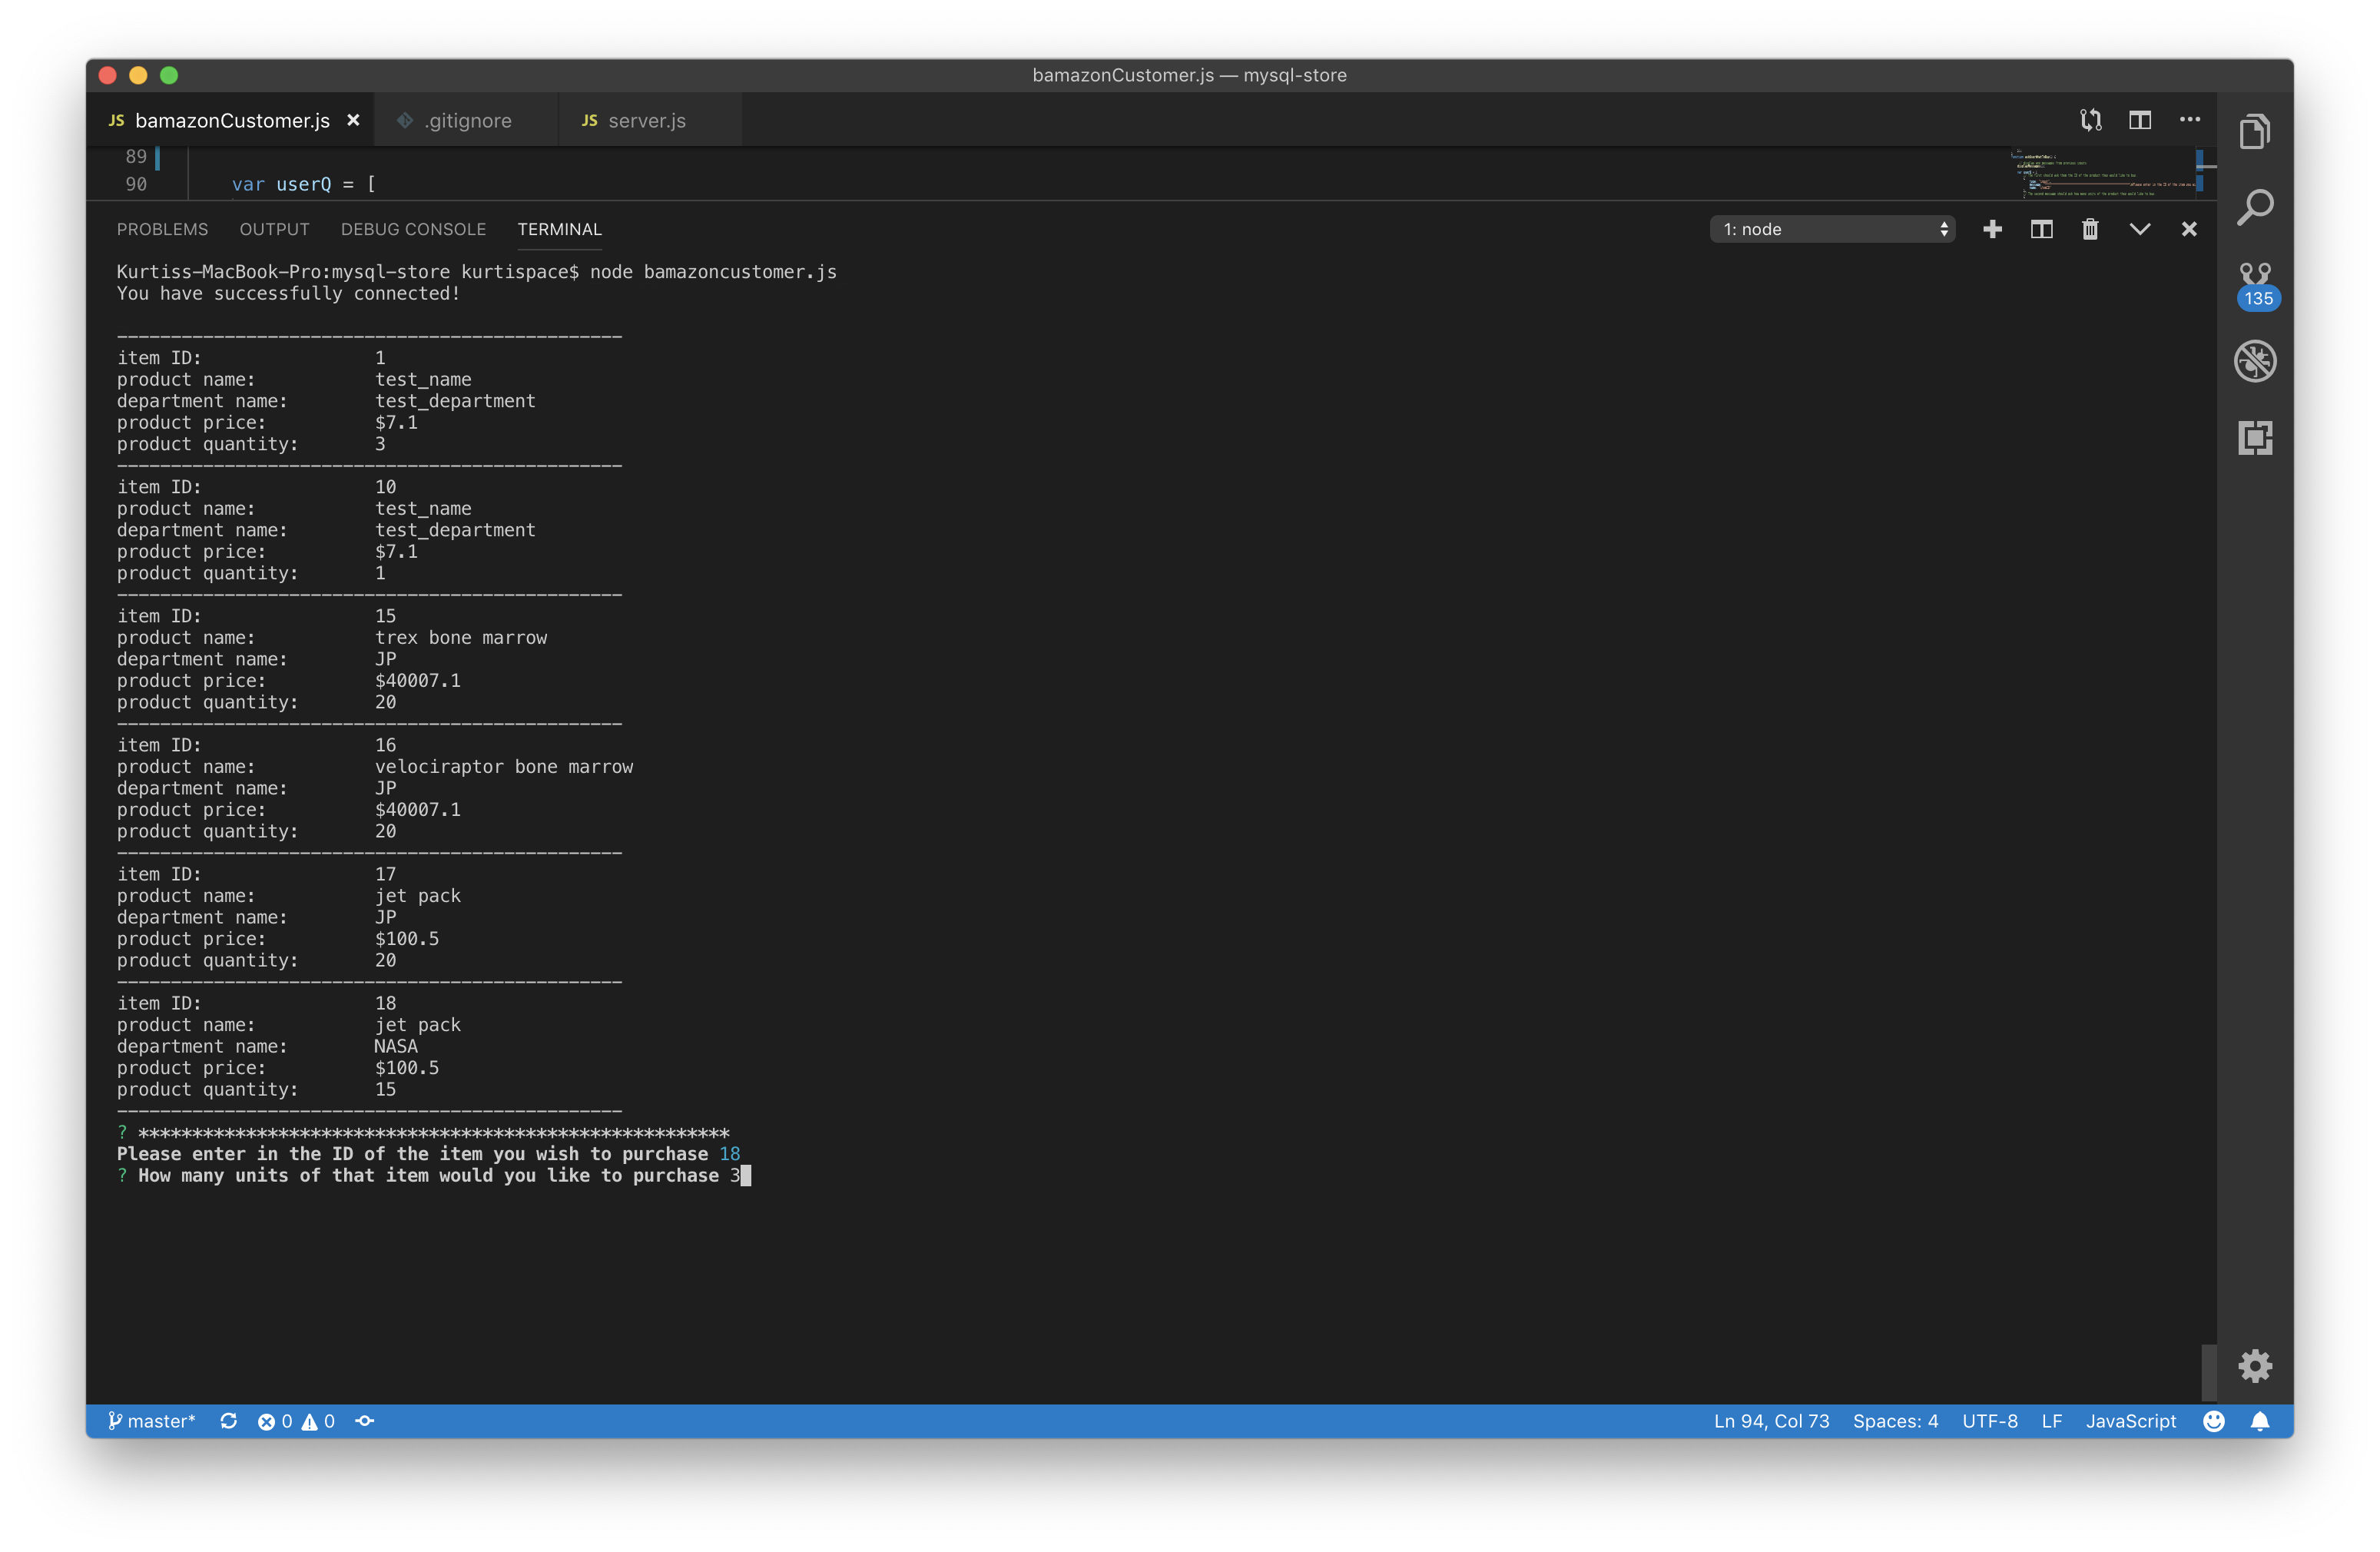 bamazonCustomer.js — mysql-store
JS bamazonCustomer.js .gitignore JS server.js
89
90 var userQ = [
PROBLEMS OUTPUT DEBUG CONSOLE TERMINAL 1: node
135
Kurtiss-MacBook-Pro:mysql-store kurtispace$ node bamazoncustomer.js
You have successfully connected!
-----------------------------------------------
item ID: 1
product name: test_name
department name: test_department
product price: $7.1
product quantity: 3
-----------------------------------------------
item ID: 10
product name: test_name
department name: test_department
product price: $7.1
product quantity: 1
-----------------------------------------------
item ID: 15
product name: trex bone marrow
department name: JP
product price: $40007.1
product quantity: 20
-----------------------------------------------
item ID: 16
product name: velociraptor bone marrow
department name: JP
product price: $40007.1
product quantity: 20
-----------------------------------------------
item ID: 17
product name: jet pack
department name: JP
product price: $100.5
product quantity: 20
-----------------------------------------------
item ID: 18
product name: jet pack
department name: NASA
product price: $100.5
product quantity: 15
-----------------------------------------------
? *******************************************************
Please enter in the ID of the item you wish to purchase 18
? How many units of that item would you like to purchase 3
master* 0 0 Ln 94, Col 73 Spaces: 4 UTF-8 LF JavaScript